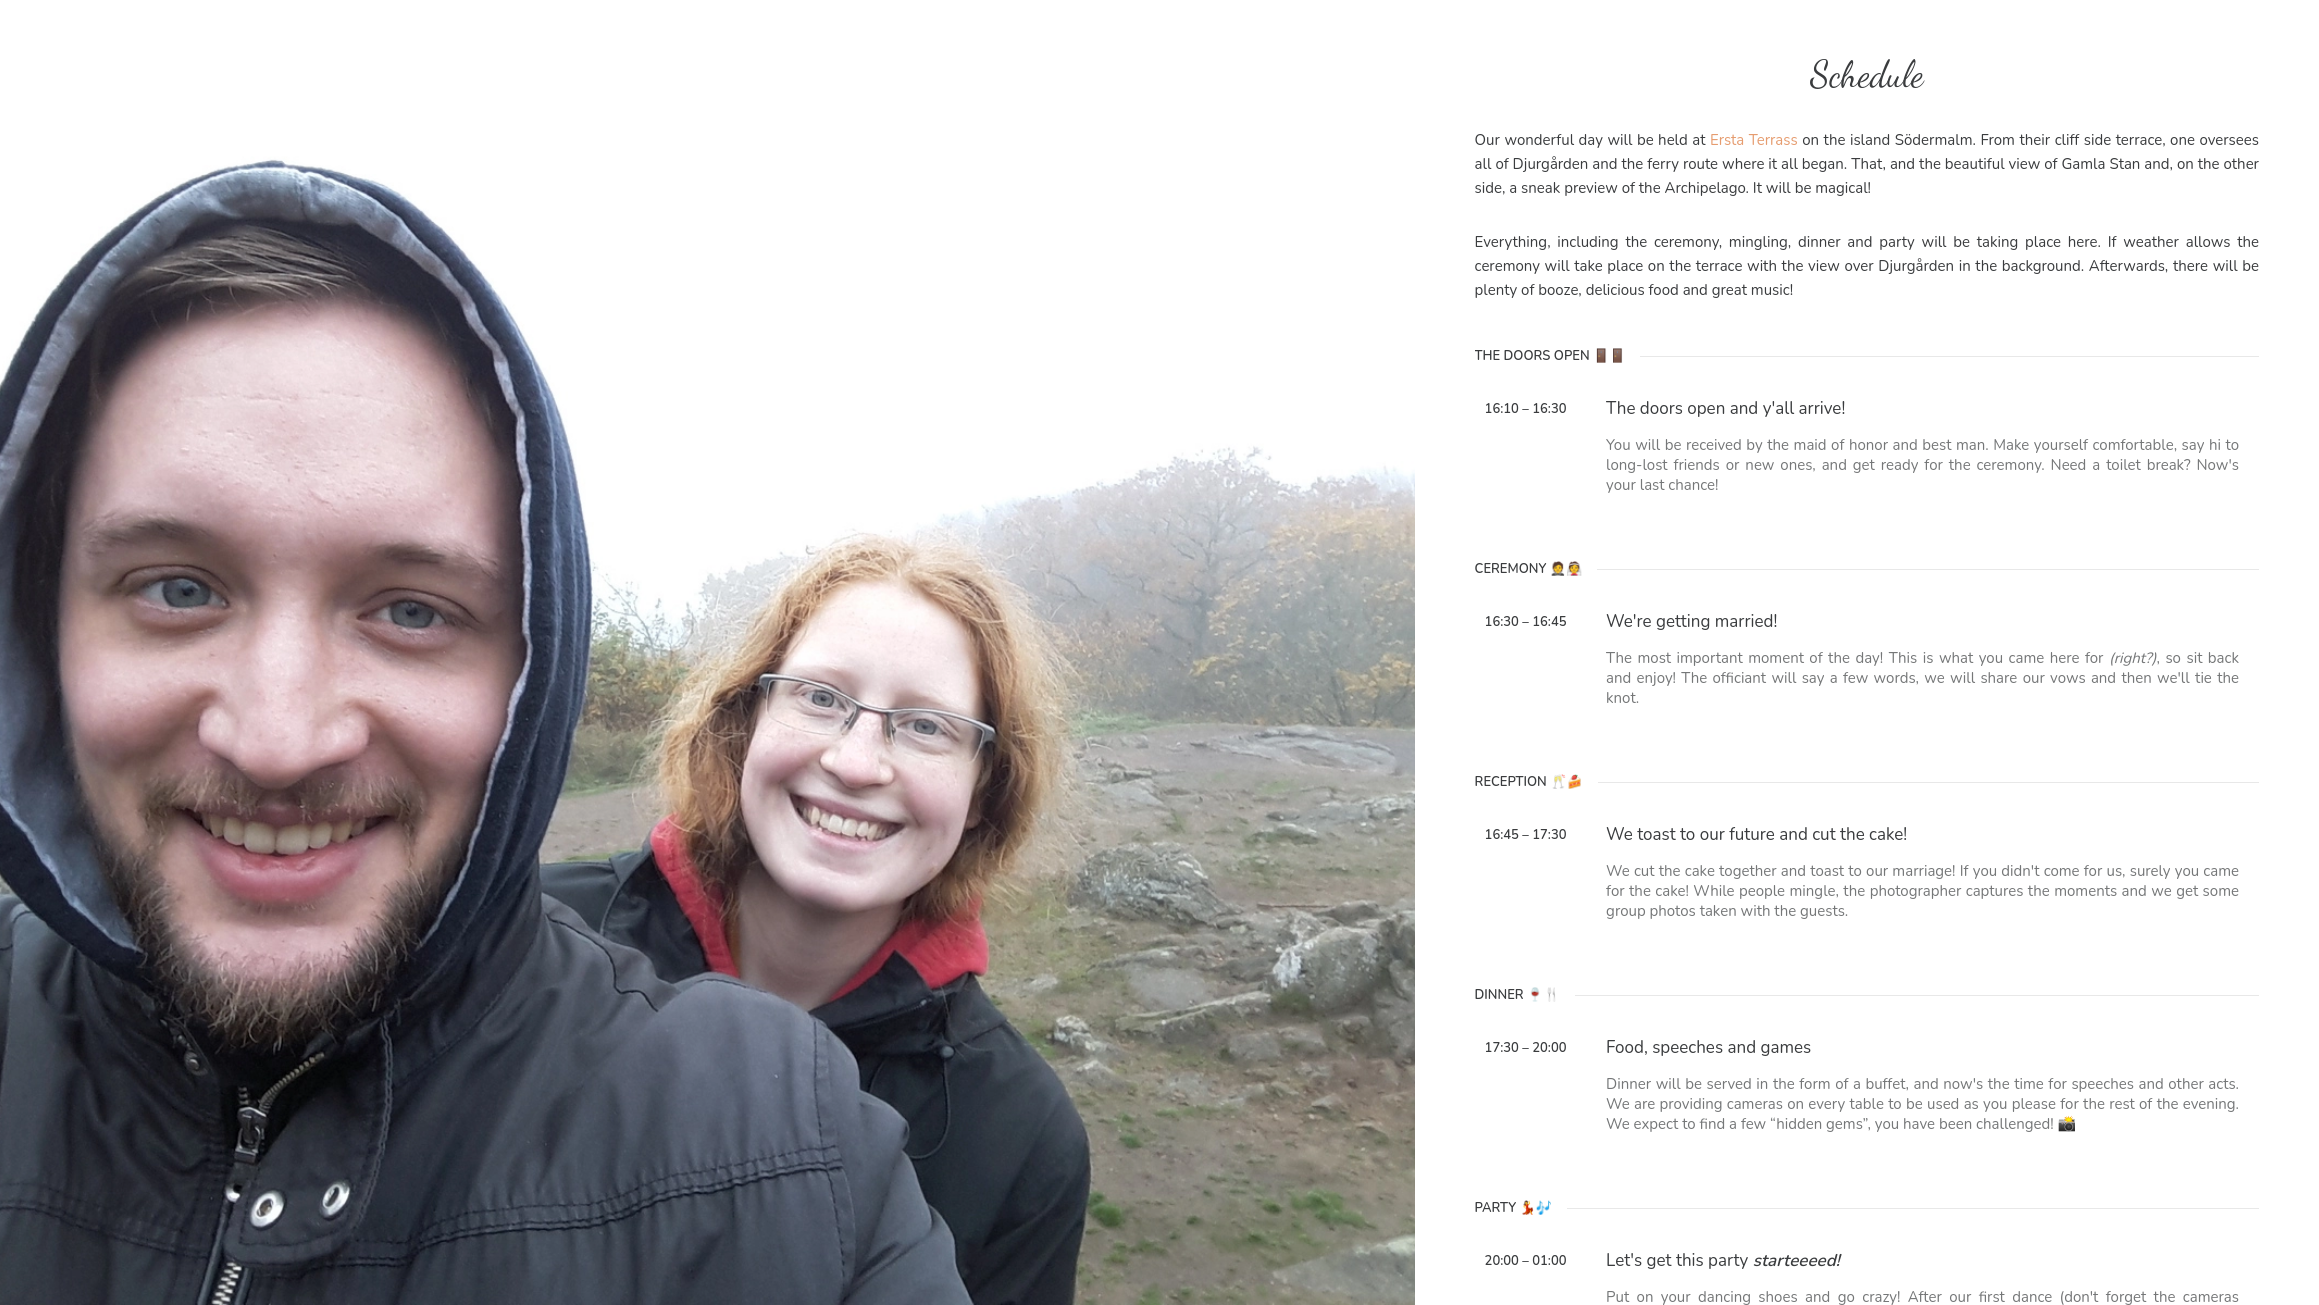 Schedule
Our wonderful day will be held at Ersta Terrass on the island Södermalm. From their cliff side terrace, one oversees
all of Djurgården and the ferry route where it all began. That, and the beautiful view of Gamla Stan and, on the other
side, a sneak preview of the Archipelago. It will be magical!
Everything, including the ceremony, mingling, dinner and party will be taking place here. If weather allows the
ceremony will take place on the terrace with the view over Djurgården in the background. Afterwards, there will be
plenty of booze, delicious food and great music!
THE DOORS OPEN 🚪🚪
16:10 – 16:30 The doors open and y'all arrive!
You will be received by the maid of honor and best man. Make yourself comfortable, say hi to
long-lost friends or new ones, and get ready for the ceremony. Need a toilet break? Now's
your last chance!
CEREMONY 🤵👰
16:30 – 16:45 We're getting married!
The most important moment of the day! This is what you came here for (right?), so sit back
and enjoy! The officiant will say a few words, we will share our vows and then we'll tie the
knot.
RECEPTION 🥂🍰
16:45 – 17:30 We toast to our future and cut the cake!
We cut the cake together and toast to our marriage! If you didn't come for us, surely you came
for the cake! While people mingle, the photographer captures the moments and we get some
group photos taken with the guests.
DINNER 🍷🍴
17:30 – 20:00 Food, speeches and games
Dinner will be served in the form of a buffet, and now's the time for speeches and other acts.
We are providing cameras on every table to be used as you please for the rest of the evening.
We expect to find a few “hidden gems”, you have been challenged! 📸
PARTY 💃🎶
20:00 – 01:00 Let's get this party starteeeed!
Put on your dancing shoes and go crazy! After our first dance (don't forget the cameras